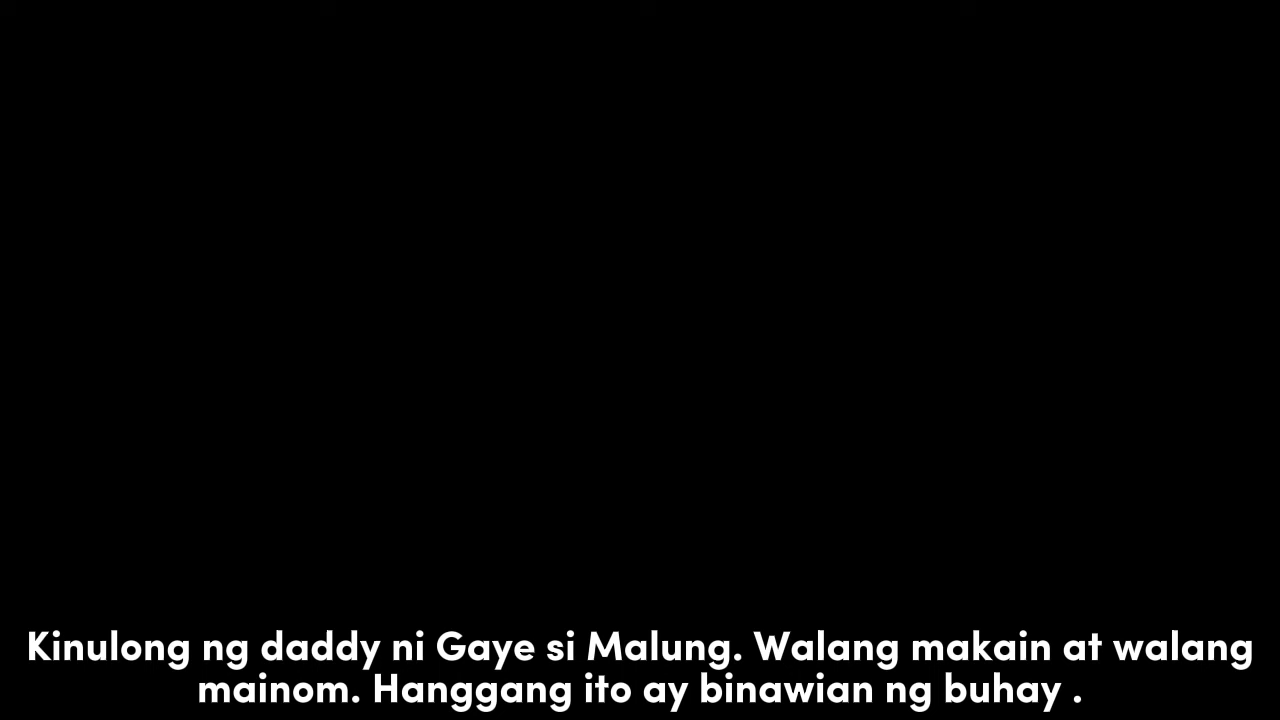 Kinulong ng daddy ni Gaye si Malung. Walang makain at walang
mainom. Hanggang ito ay binawian ng buhay .